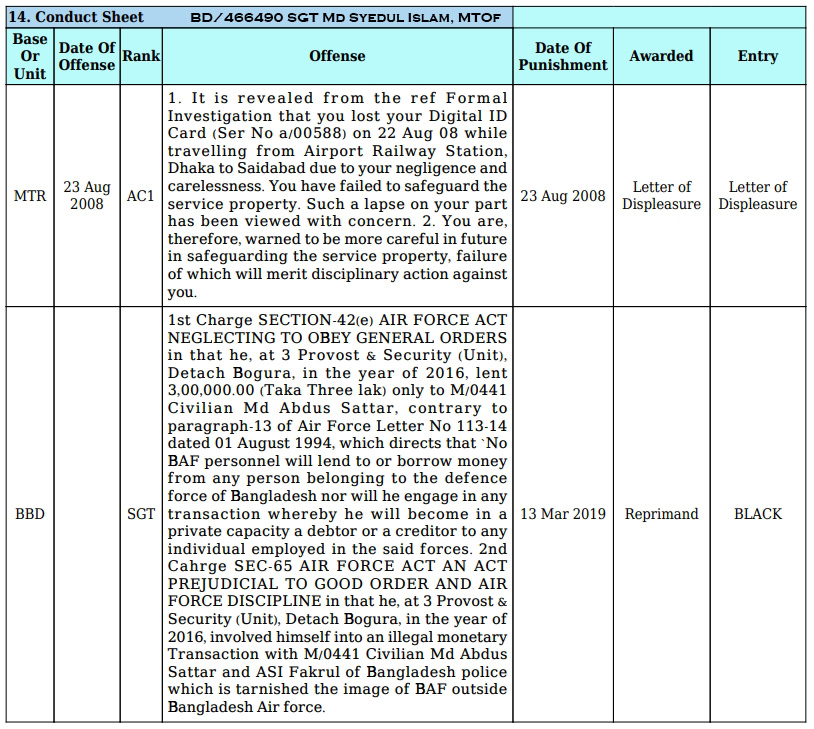 14. Conduct Sheet BD/466490 SGT MD SYEDUL ISLAM, MTOF
Base Or Unit | Date Of Offense | Rank | Offense | Date Of Punishment | Awarded | Entry
MTR | 23 Aug 2008 | AC1
1. It is revealed from the ref Formal
Investigation that you lost your Digital ID
Card (Ser No a/00588) on 22 Aug 08 while
travelling from Airport Railway Station,
Dhaka to Saidabad due to your negligence and
carelessness. You have failed to safeguard the
service property. Such a lapse on your part
has been viewed with concern. 2. You are,
therefore, warned to be more careful in future
in safeguarding the service property, failure
of which will merit disciplinary action against
you.
23 Aug 2008 | Letter of Displeasure | Letter of Displeasure
BBD | SGT
1st Charge SECTION-42(e) AIR FORCE ACT
NEGLECTING TO OBEY GENERAL ORDERS
in that he, at 3 Provost & Security (Unit),
Detach Bogura, in the year of 2016, lent
3,00,000.00 (Taka Three lak) only to M/0441
Civilian Md Abdus Sattar, contrary to
paragraph-13 of Air Force Letter No 113-14
dated 01 August 1994, which directs that `No
BAF personnel will lend to or borrow money
from any person belonging to the defence
force of Bangladesh nor will he engage in any
transaction whereby he will become in a
private capacity a debtor or a creditor to any
individual employed in the said forces. 2nd
Cahrge SEC-65 AIR FORCE ACT AN ACT
PREJUDICIAL TO GOOD ORDER AND AIR
FORCE DISCIPLINE in that he, at 3 Provost &
Security (Unit), Detach Bogura, in the year of
2016, involved himself into an illegal monetary
Transaction with M/0441 Civilian Md Abdus
Sattar and ASI Fakrul of Bangladesh police
which is tarnished the image of BAF outside
Bangladesh Air force.
13 Mar 2019 | Reprimand | BLACK